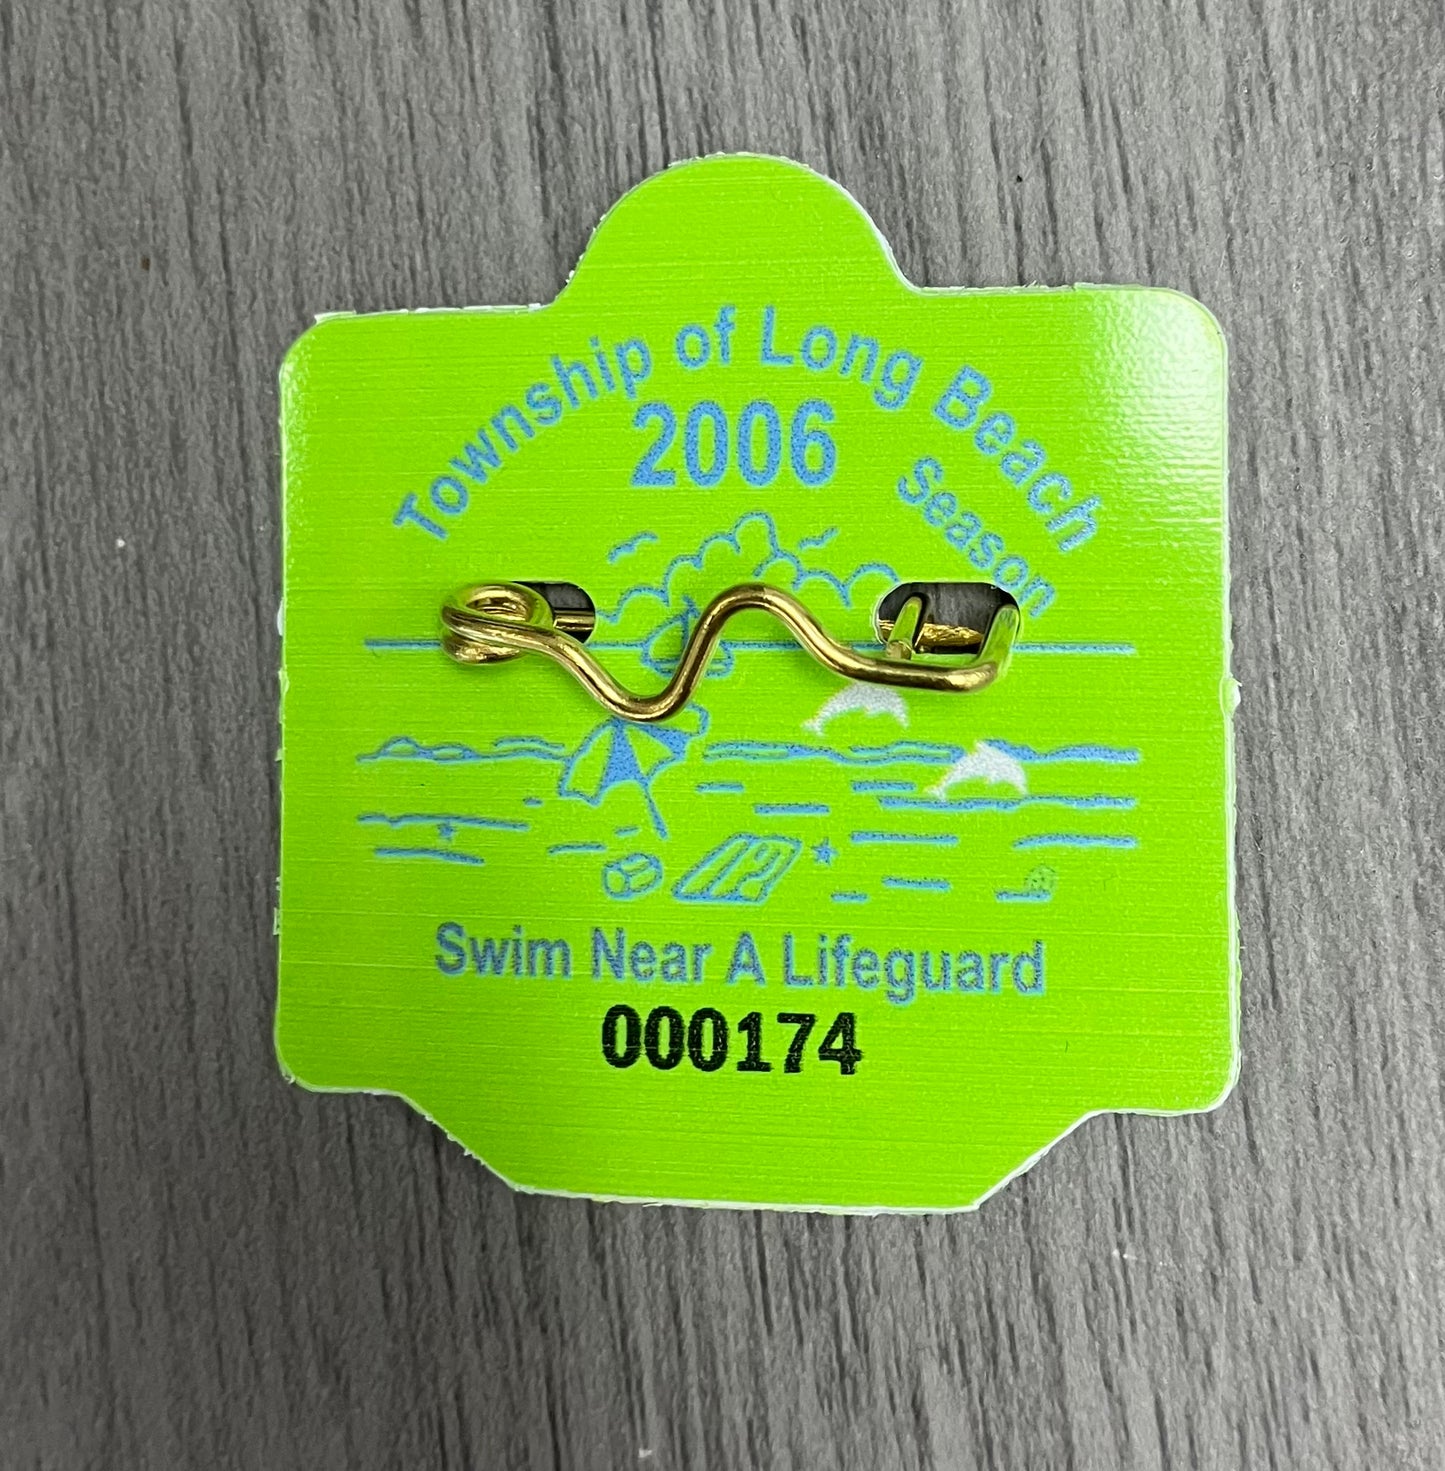 Township of Long Beach
2006
Season
Swim Near A Lifeguard
000174